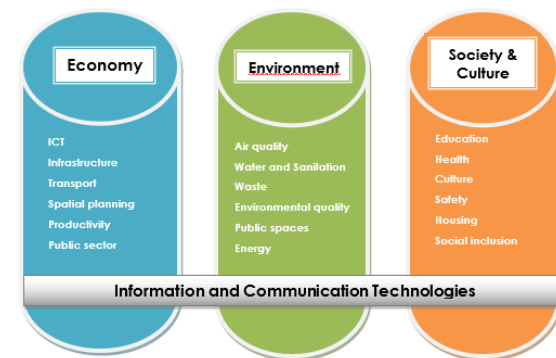 Economy
ICT
Infrastructure
Transport
Spatial planning
Productivity
Public sector
Environment
Air quality
Water and Sanitation
Waste
Environmental quality
Public spaces
Energy
Society &
Culture
Education
Health
Culture
Safety
Housing
Social inclusion
Information and Communication Technologies